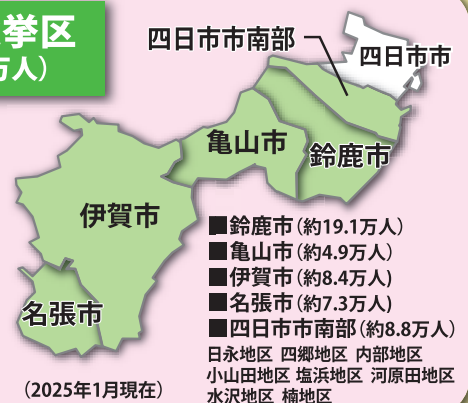 挙区
万人）
四日市市南部
四日市市
亀山市
鈴鹿市
伊賀市
名張市
■鈴鹿市（約19.1万人）
■亀山市（約4.9万人）
■伊賀市（約8.4万人）
■名張市（約7.3万人）
■四日市市南部（約8.8万人）
日永地区 四郷地区 内部地区
小山田地区 塩浜地区 河原田地区
水沢地区 楠地区
（2025年1月現在）